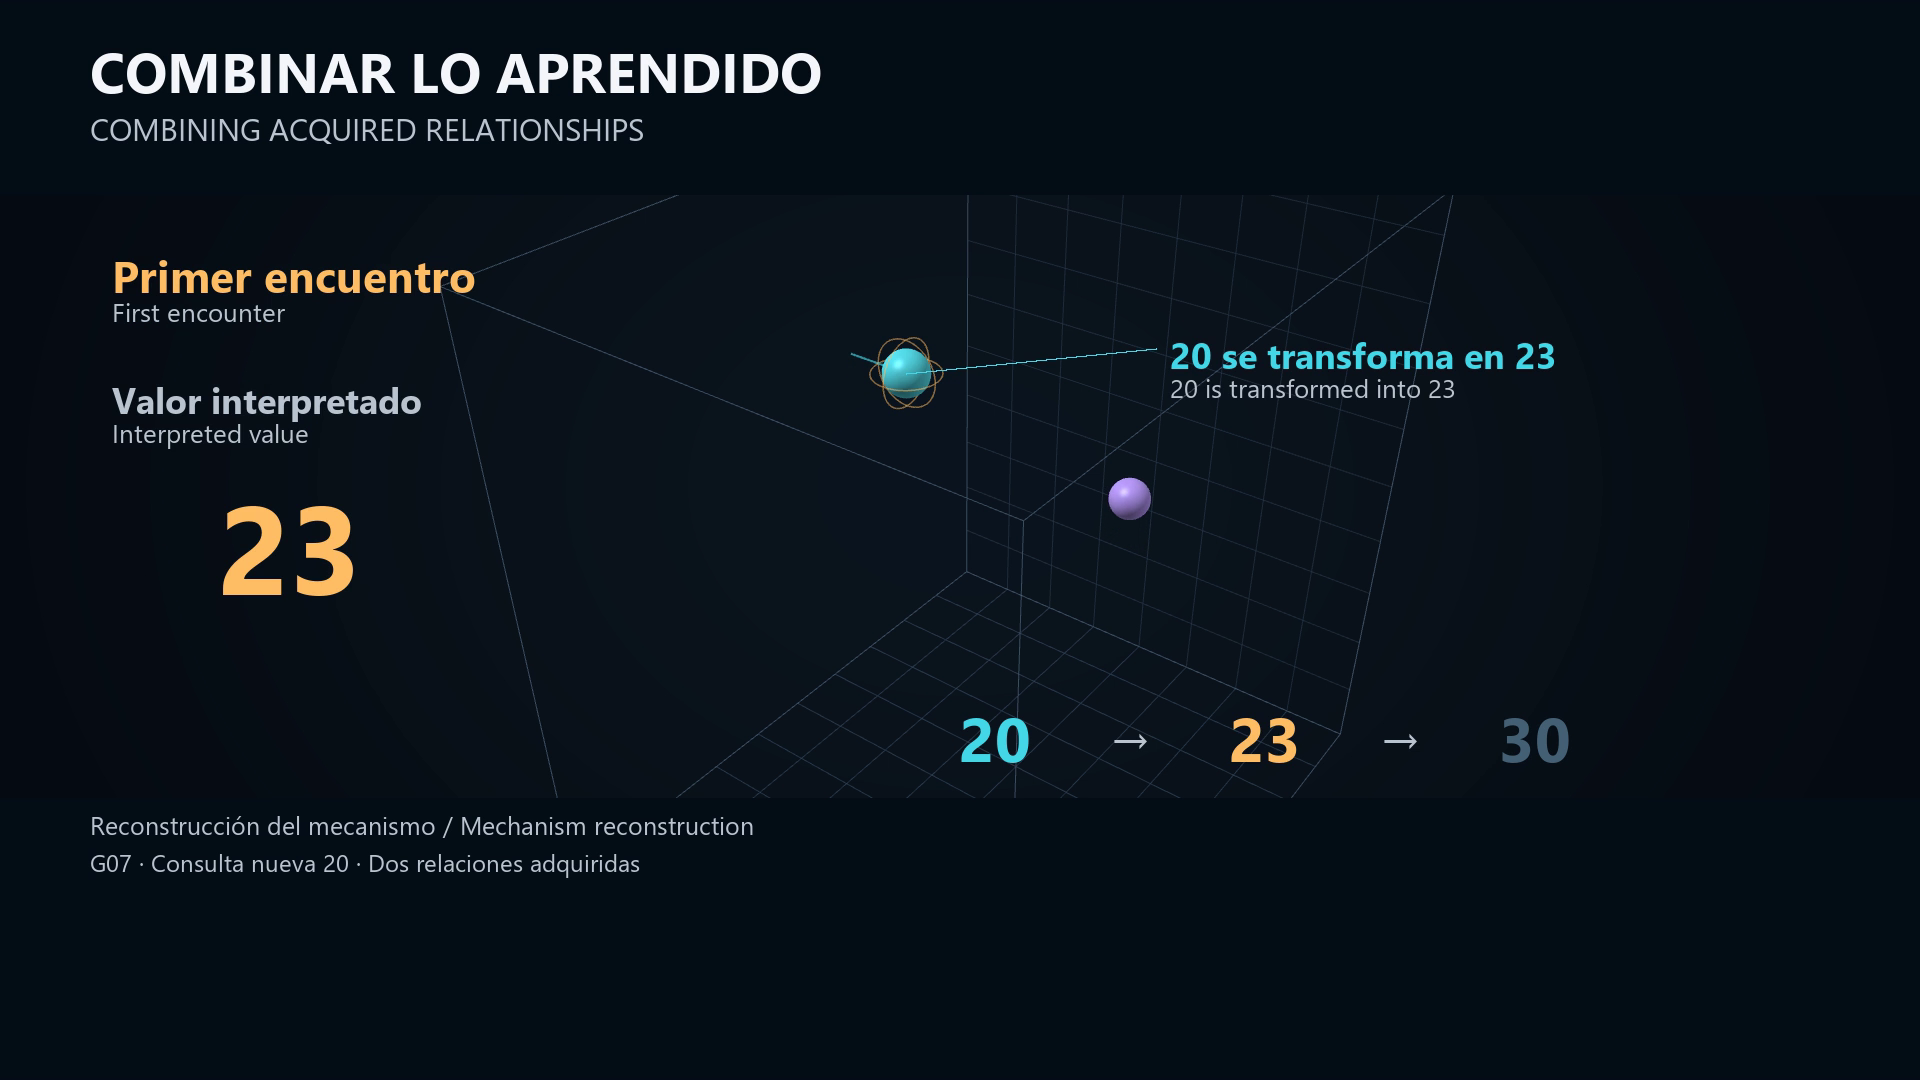 COMBINAR LO APRENDIDO
COMBINING ACQUIRED RELATIONSHIPS
Primer encuentro
First encounter
Valor interpretado
Interpreted value
23
20 se transforma en 23
20 is transformed into 23
20 → 23 → 30
Reconstrucción del mecanismo / Mechanism reconstruction
G07 · Consulta nueva 20 · Dos relaciones adquiridas